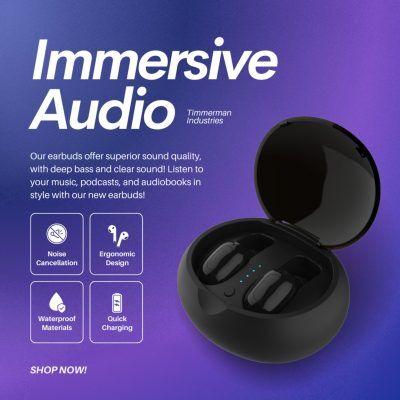 Immersive
Audio
Timmerman
Industries
Our earbuds offer superior sound quality,
with deep bass and clear sound! Listen to
your music, podcasts, and audiobooks in
style with our new earbuds!
Noise
Cancellation
Ergonomic
Design
Waterproof
Materials
Quick
Charging
SHOP NOW!